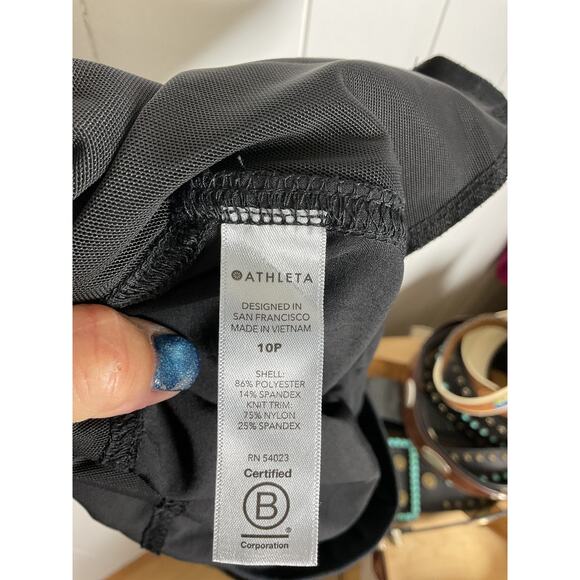 ATHLETA
DESIGNED IN
SAN FRANCISCO
MADE IN VIETNAM
10P
SHELL:
86% POLYESTER
14% SPANDEX
KNIT TRIM:
75% NYLON
25% SPANDEX
RN 54023
Certified
B
Corporation